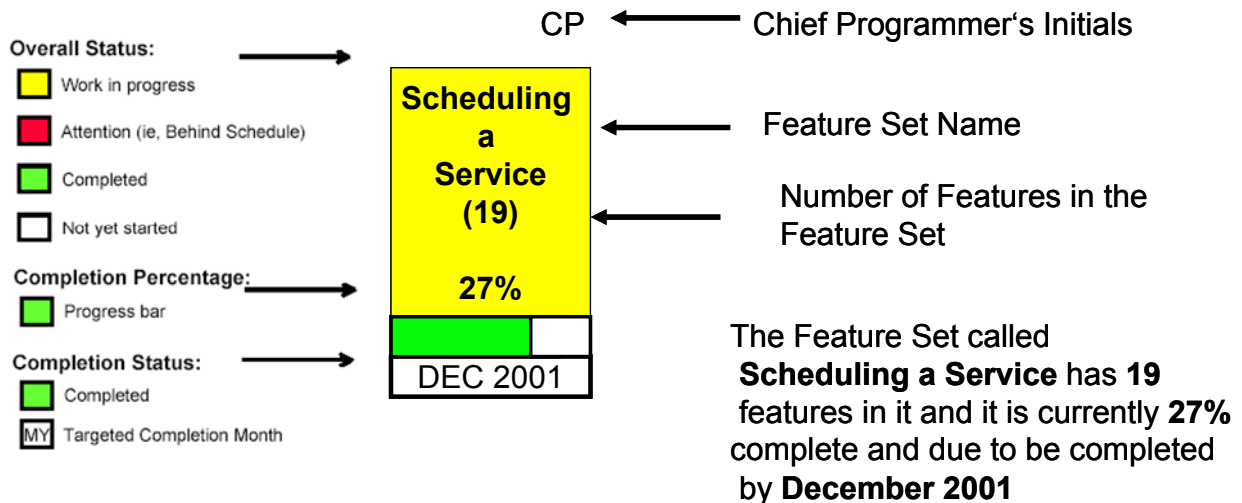 CP
Chief Programmer‘s Initials
Overall Status:
Work in progress
Attention (ie, Behind Schedule)
Completed
Not yet started
Completion Percentage:
Progress bar
Completion Status:
Completed
MY Targeted Completion Month
Scheduling
a
Service
(19)
27%
DEC 2001
Feature Set Name
Number of Features in the
Feature Set
The Feature Set called
Scheduling a Service has 19
features in it and it is currently 27%
complete and due to be completed
by December 2001